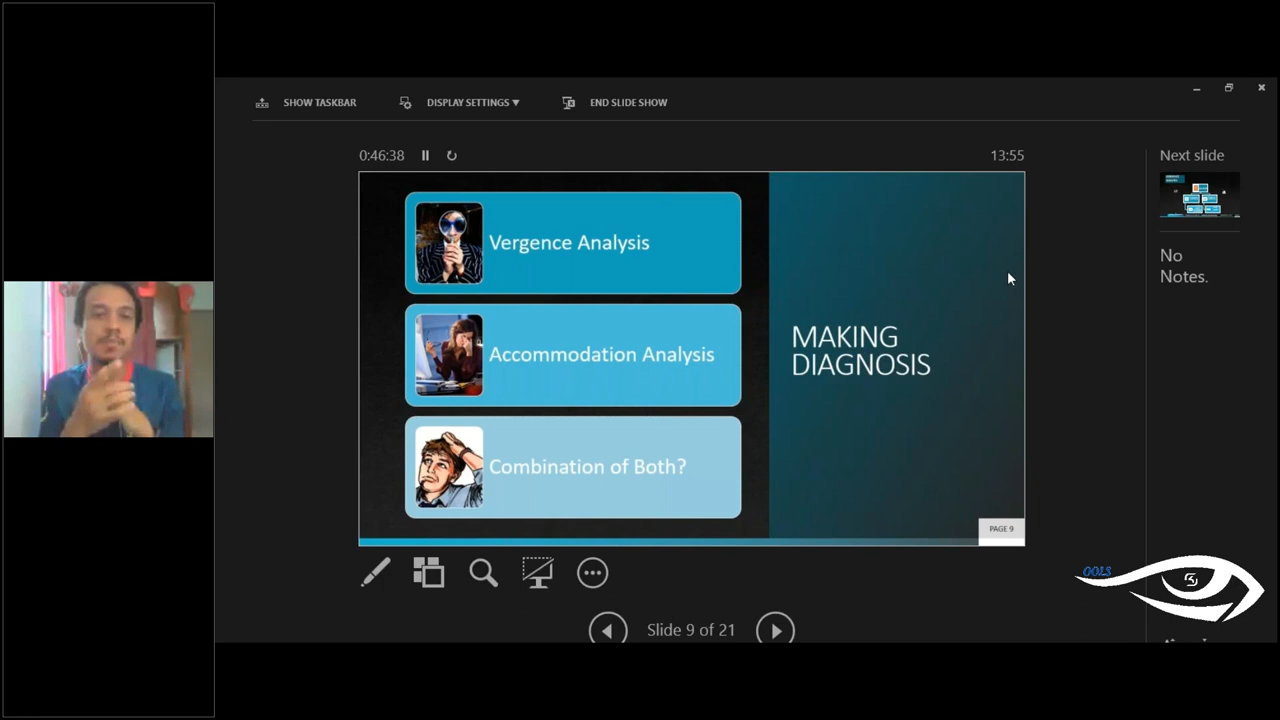 SHOW TASKBAR
DISPLAY SETTINGS ▼
END SLIDE SHOW
0:46:38
13:55
Next slide
Vergence Analysis
Accommodation Analysis
Combination of Both?
MAKING
DIAGNOSIS
PAGE 9
No
Notes.
OOLS
Slide 9 of 21